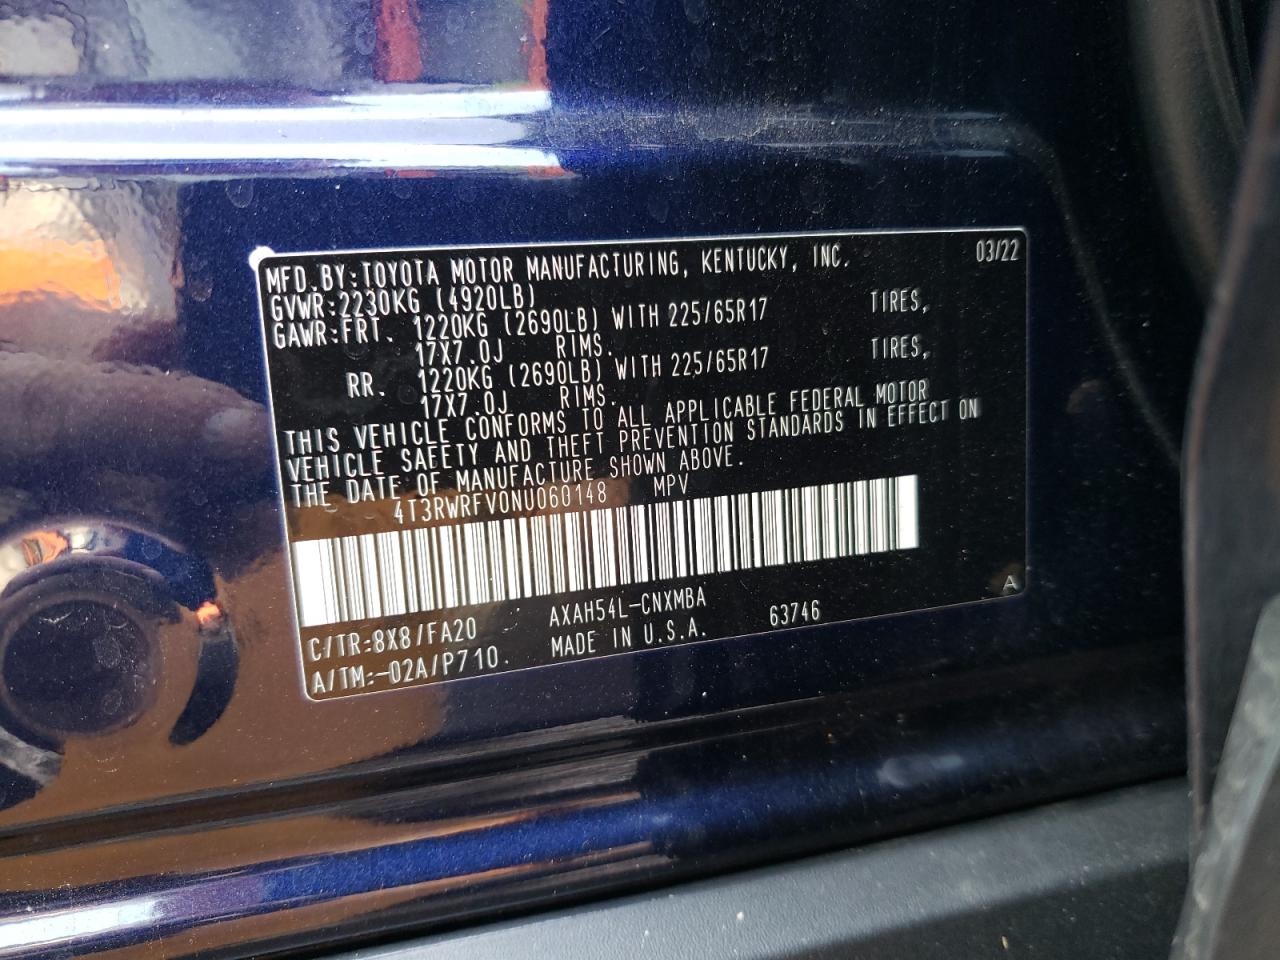 MFD.BY:TOYOTA MOTOR MANUFACTURING, KENTUCKY, INC. 03/22
GVWR:2230KG (4920LB)
GAWR:FRT. 1220KG (2690LB) WITH 225/65R17 TIRES,
17X7.0J RIMS.
RR. 1220KG (2690LB) WITH 225/65R17 TIRES,
17X7.0J RIMS.
THIS VEHICLE CONFORMS TO ALL APPLICABLE FEDERAL MOTOR
VEHICLE SAFETY AND THEFT PREVENTION STANDARDS IN EFFECT ON
THE DATE OF MANUFACTURE SHOWN ABOVE.
4T3RWRFV0NU060148 MPV
A
C/TR:8X8/FA20 AXAH54L-CNXMBA 63746
A/TM:-02A/P710. MADE IN U.S.A.